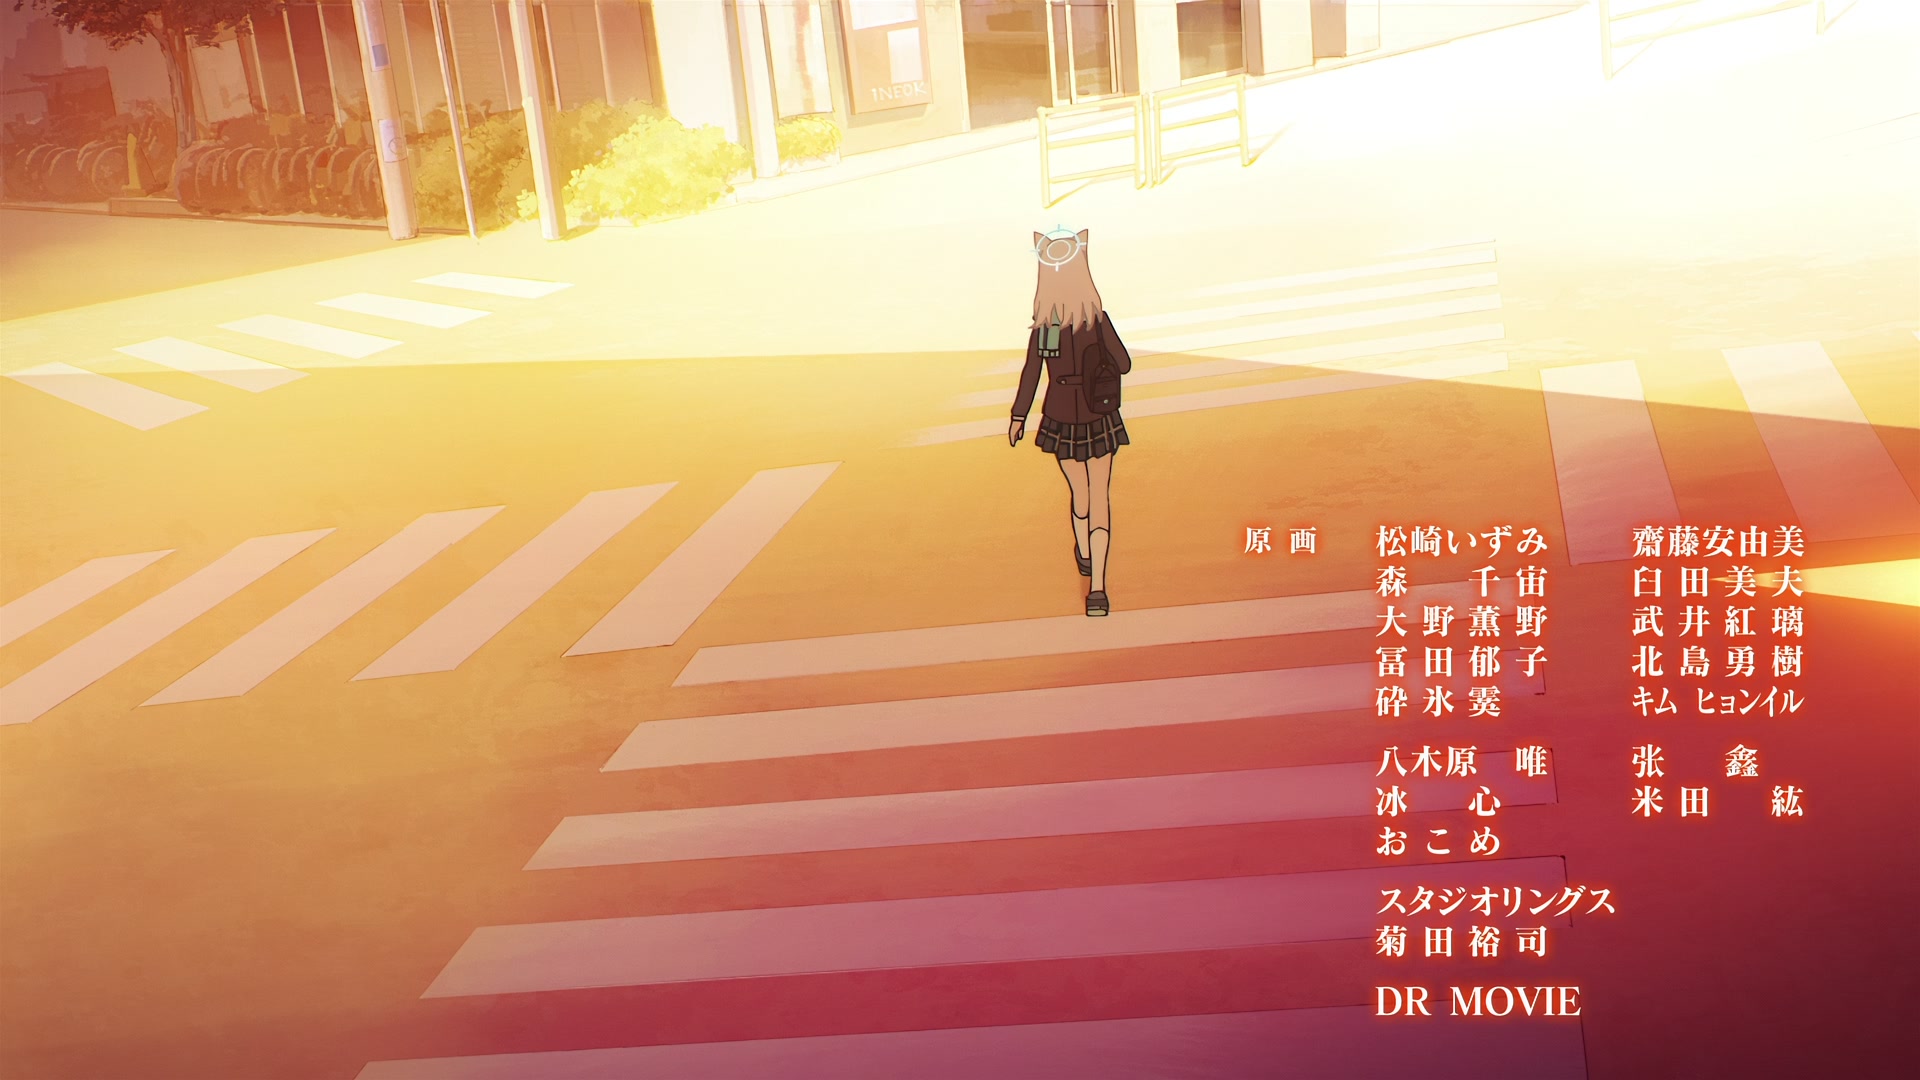 1NEOK
原画 松崎いずみ 齋藤安由美
森 千宙 臼田美夫
大野薫野 武井紅璃
冨田郁子 北島勇樹
砕氷霙 キム ヒョンイル
八木原 唯 张 鑫
冰心 米田 紘
おこめ
スタジオリングス
菊田裕司
DR MOVIE